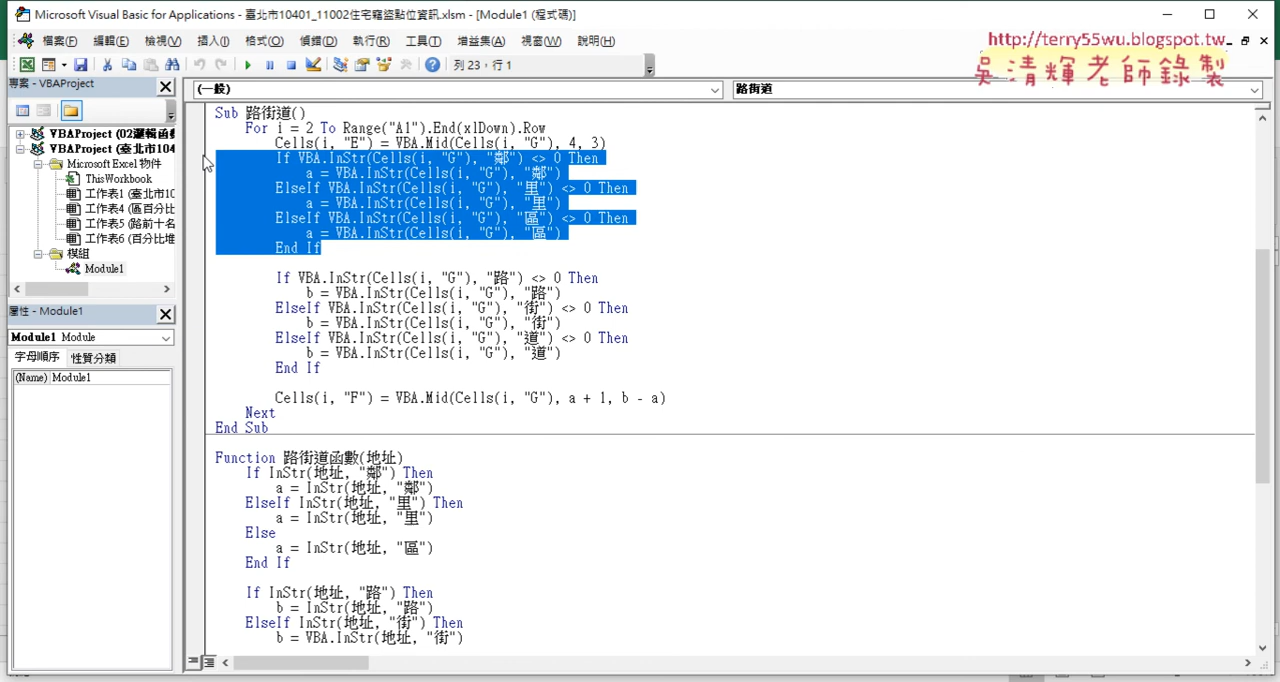 Microsoft Visual Basic for Applications - 臺北市10401_11002住宅竊盜點位資訊.xlsm - [Module1 (程式碼)]
http://terry55wu.blogspot.tw
吳清輝老師錄製
檔案(F) 編輯(E) 檢視(V) 插入(I) 格式(O) 偵錯(D) 執行(R) 工具(T) 增益集(A) 視窗(W) 說明(H)
列 23，行 1
專案 - VBAProject
VBAProject (02邏輯函數
VBAProject (臺北市104
Microsoft Excel 物件
ThisWorkbook
工作表1 (臺北市10
工作表4 (區百分比
工作表5 (路前十名
工作表6 (百分比堆
模組
Module1
屬性 - Module1
Module1 Module
字母順序 性質分類
(Name) Module1
(一般) 路街道
Sub 路街道()
For i = 2 To Range("A1").End(xlDown).Row
Cells(i, "E") = VBA.Mid(Cells(i, "G"), 4, 3)
If VBA.InStr(Cells(i, "G"), "鄰") <> 0 Then
a = VBA.InStr(Cells(i, "G"), "鄰")
ElseIf VBA.InStr(Cells(i, "G"), "里") <> 0 Then
a = VBA.InStr(Cells(i, "G"), "里")
ElseIf VBA.InStr(Cells(i, "G"), "區") <> 0 Then
a = VBA.InStr(Cells(i, "G"), "區")
End If
If VBA.InStr(Cells(i, "G"), "路") <> 0 Then
b = VBA.InStr(Cells(i, "G"), "路")
ElseIf VBA.InStr(Cells(i, "G"), "街") <> 0 Then
b = VBA.InStr(Cells(i, "G"), "街")
ElseIf VBA.InStr(Cells(i, "G"), "道") <> 0 Then
b = VBA.InStr(Cells(i, "G"), "道")
End If
Cells(i, "F") = VBA.Mid(Cells(i, "G"), a + 1, b - a)
Next
End Sub
Function 路街道函數(地址)
If InStr(地址, "鄰") Then
a = InStr(地址, "鄰")
ElseIf InStr(地址, "里") Then
a = InStr(地址, "里")
Else
a = InStr(地址, "區")
End If
If InStr(地址, "路") Then
b = InStr(地址, "路")
ElseIf InStr(地址, "街") Then
b = VBA.InStr(地址, "街")